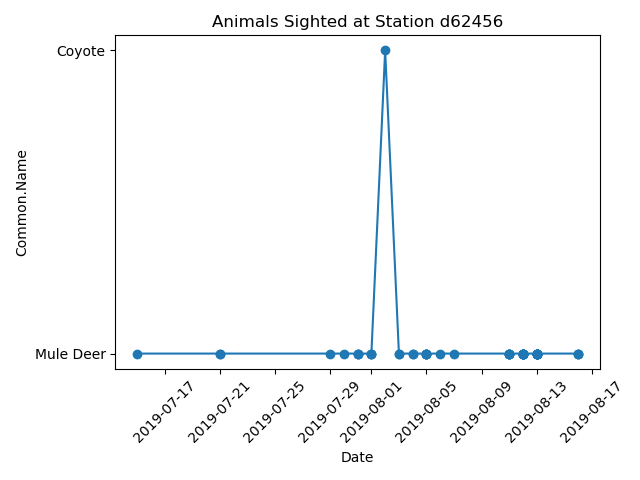 Animals Sighted at Station d62456
Coyote
Common.Name
Mule Deer
2019-07-17
2019-07-21
2019-07-25
2019-07-29
2019-08-01
2019-08-05
2019-08-09
2019-08-13
2019-08-17
Date